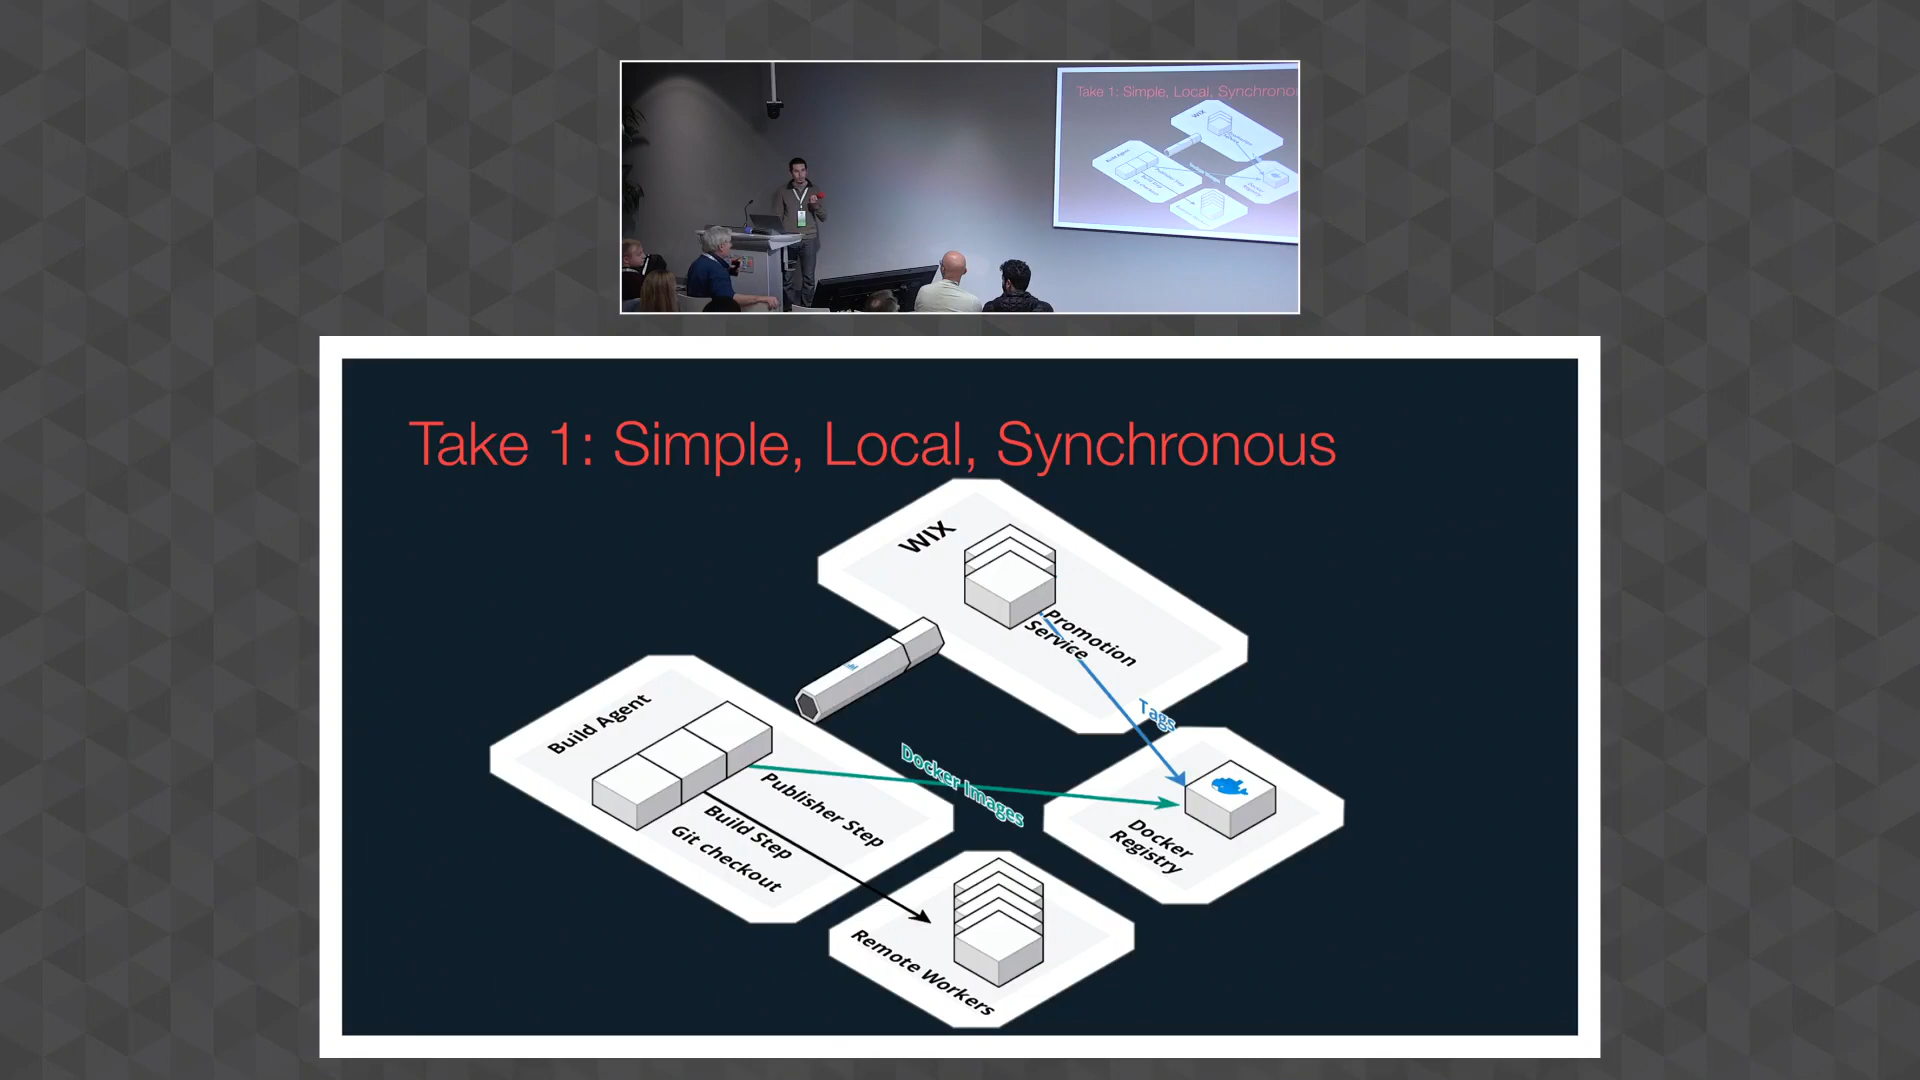 Take 1: Simple, Local, Synchrono
WIX
Take 1: Simple, Local, Synchronous
WIX
Promotion
Service
Tags
Build Agent
Docker Images
Publisher Step
Build Step
Git checkout
Docker
Registry
Remote Workers